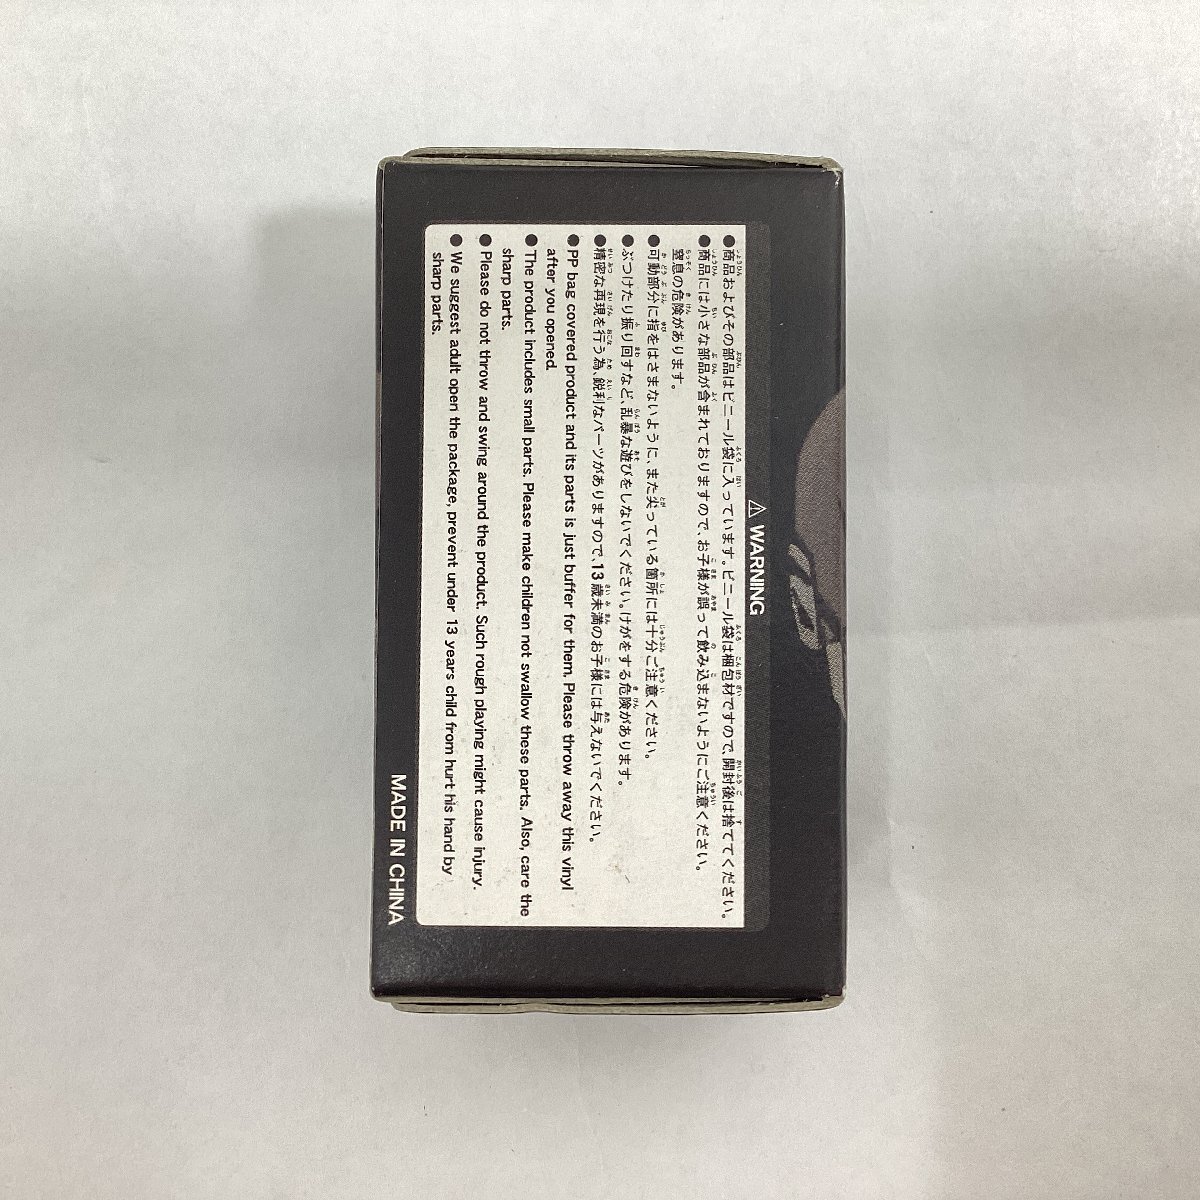 ⚠ WARNING
●商品およびその部品はビニール袋に入っています。ビニール袋は梱包材ですので、開封後は捨ててください。
●商品には小さな部品が含まれておりますので、お子様が誤って飲み込まないようにご注意ください。
窒息の危険があります。
●可動部分に指をはさまないように、また尖っている箇所には十分ご注意ください。
●ぶつけたり振り回すなど、乱暴な遊びをしないでください。けがをする危険があります。
●精密な再現を行う為、鋭利なパーツがありますので、13歳未満のお子様には与えないでください。
●PP bag covered product and its parts is just buffer for them. Please throw away this vinyl
after you opened.
●The product includes small parts. Please make children not swallow these parts. Also, care the
sharp parts.
●Please do not throw and swing around the product. Such rough playing might cause injury.
●We suggest adult open the package, prevent under 13 years child from hurt his hand by
sharp parts.
MADE IN CHINA